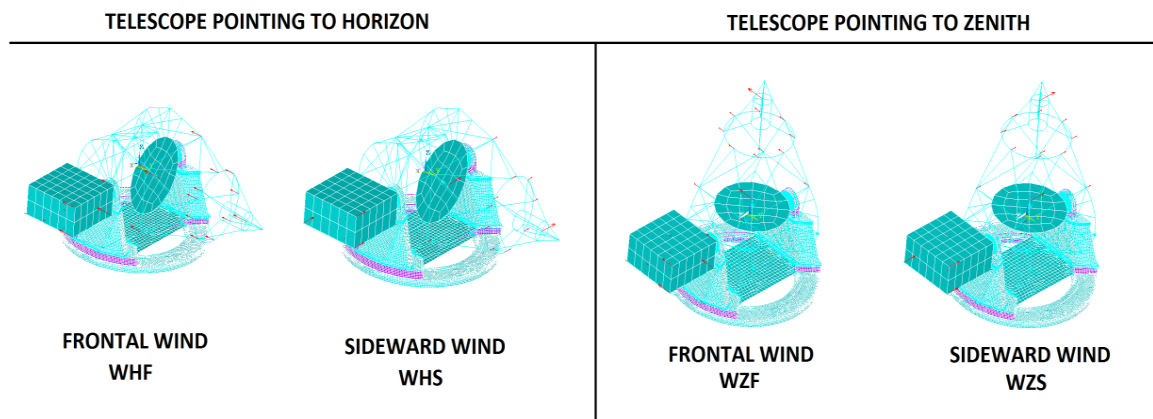 TELESCOPE POINTING TO HORIZON
TELESCOPE POINTING TO ZENITH
FRONTAL WIND
WHF
SIDEWARD WIND
WHS
FRONTAL WIND
WZF
SIDEWARD WIND
WZS